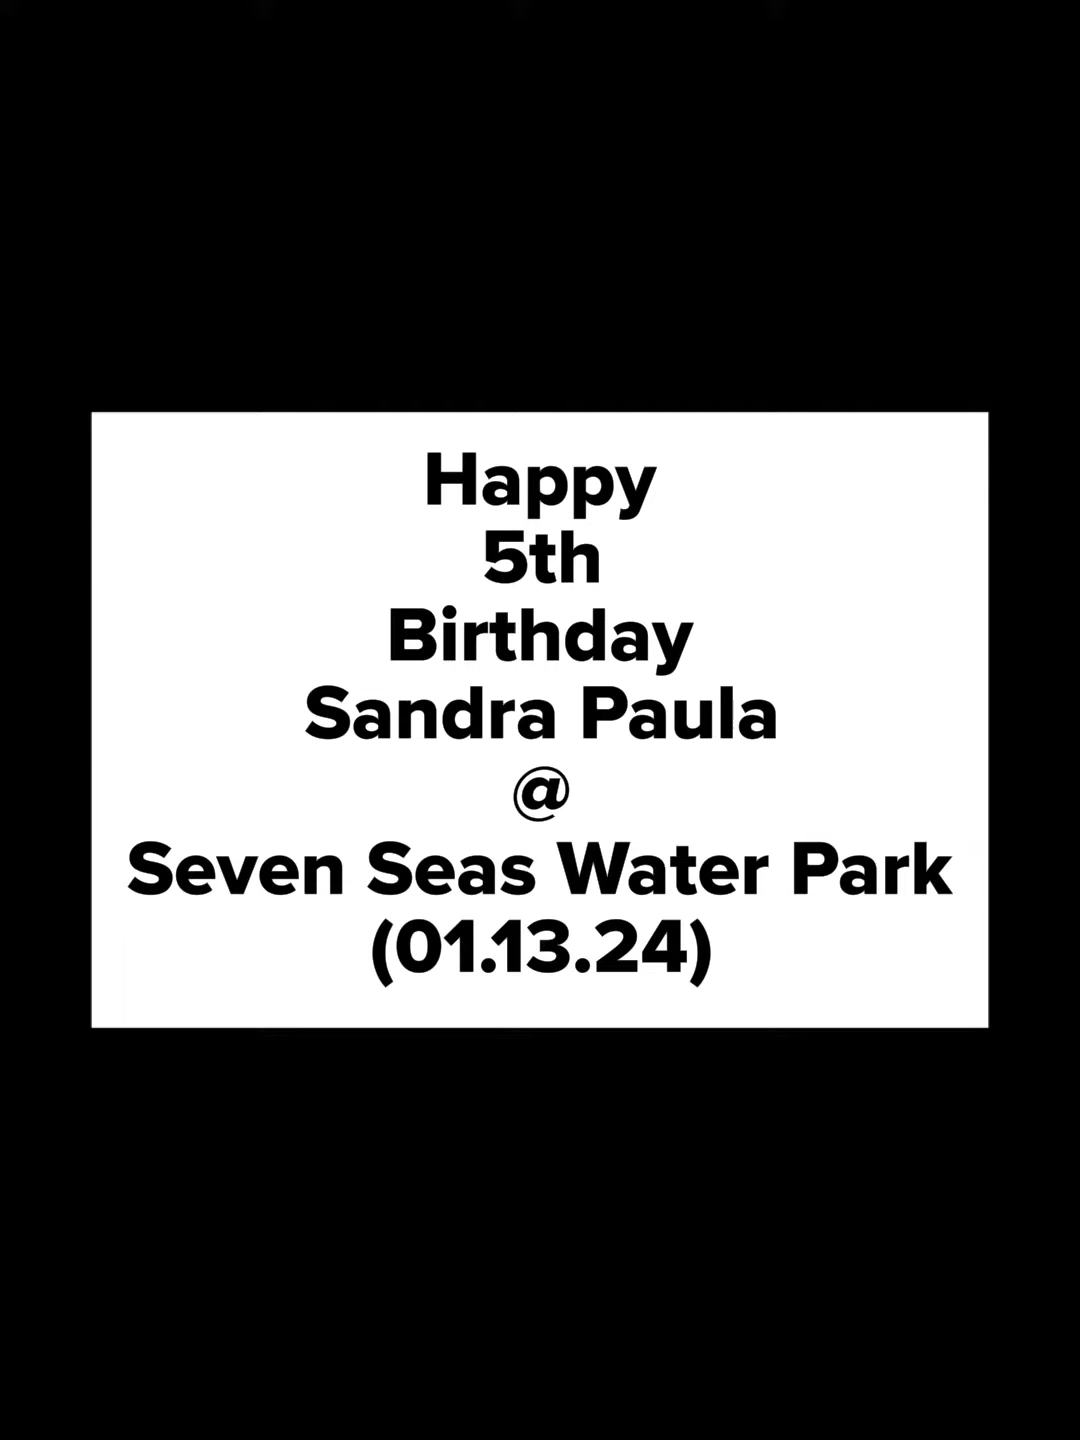 Happy
5th
Birthday
Sandra Paula
@
Seven Seas Water Park
(01.13.24)